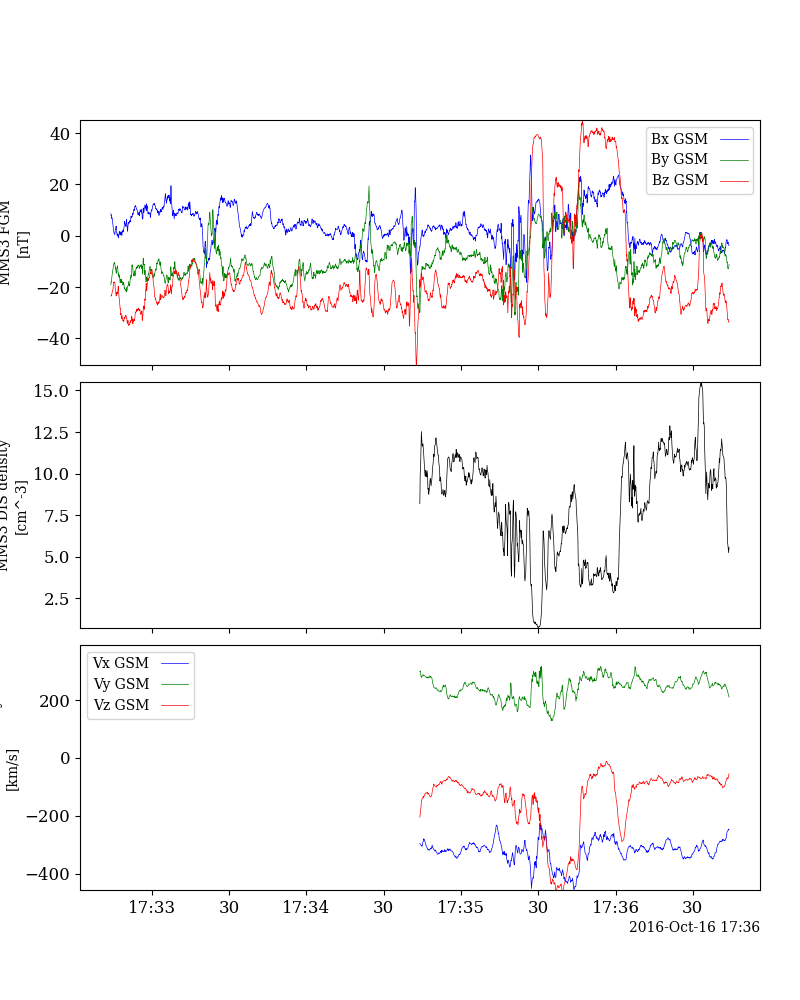 40
20
0
−20
−40
MMS3 FGM
[nT]
Bx GSM
By GSM
Bz GSM
15.0
12.5
10.0
7.5
5.0
2.5
MMS3 DIS density
[cm^-3]
200
0
−200
−400
[km/s]
Vx GSM
Vy GSM
Vz GSM
17:33 30 17:34 30 17:35 30 17:36 30
2016-Oct-16 17:36